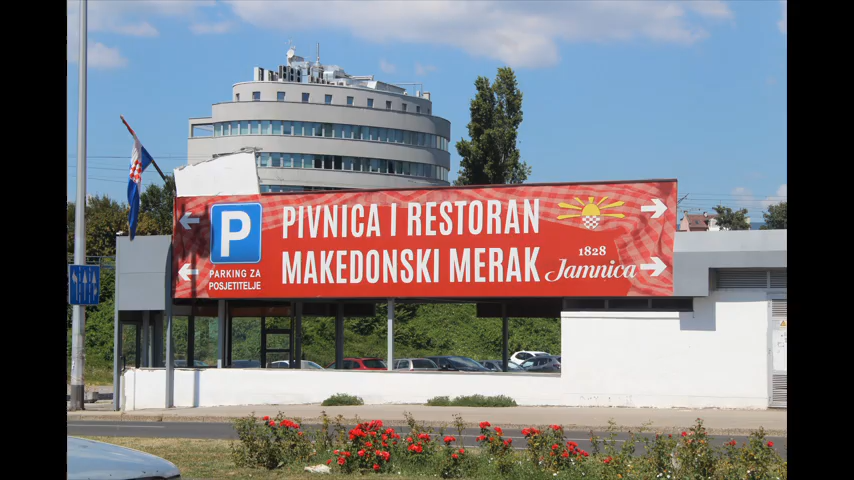 P
PARKING ZA
POSJETITELJE
PIVNICA I RESTORAN
MAKEDONSKI MERAK
1828
Jamnica